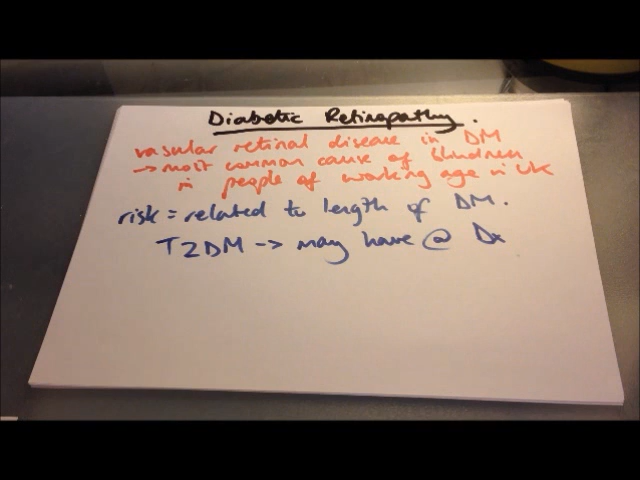 Diabetic Retinopathy.
vascular retinal disease in DM
→ most common cause of blindness
in people of working age in UK
risk = related to length of DM.
T2DM → may have @ Dx